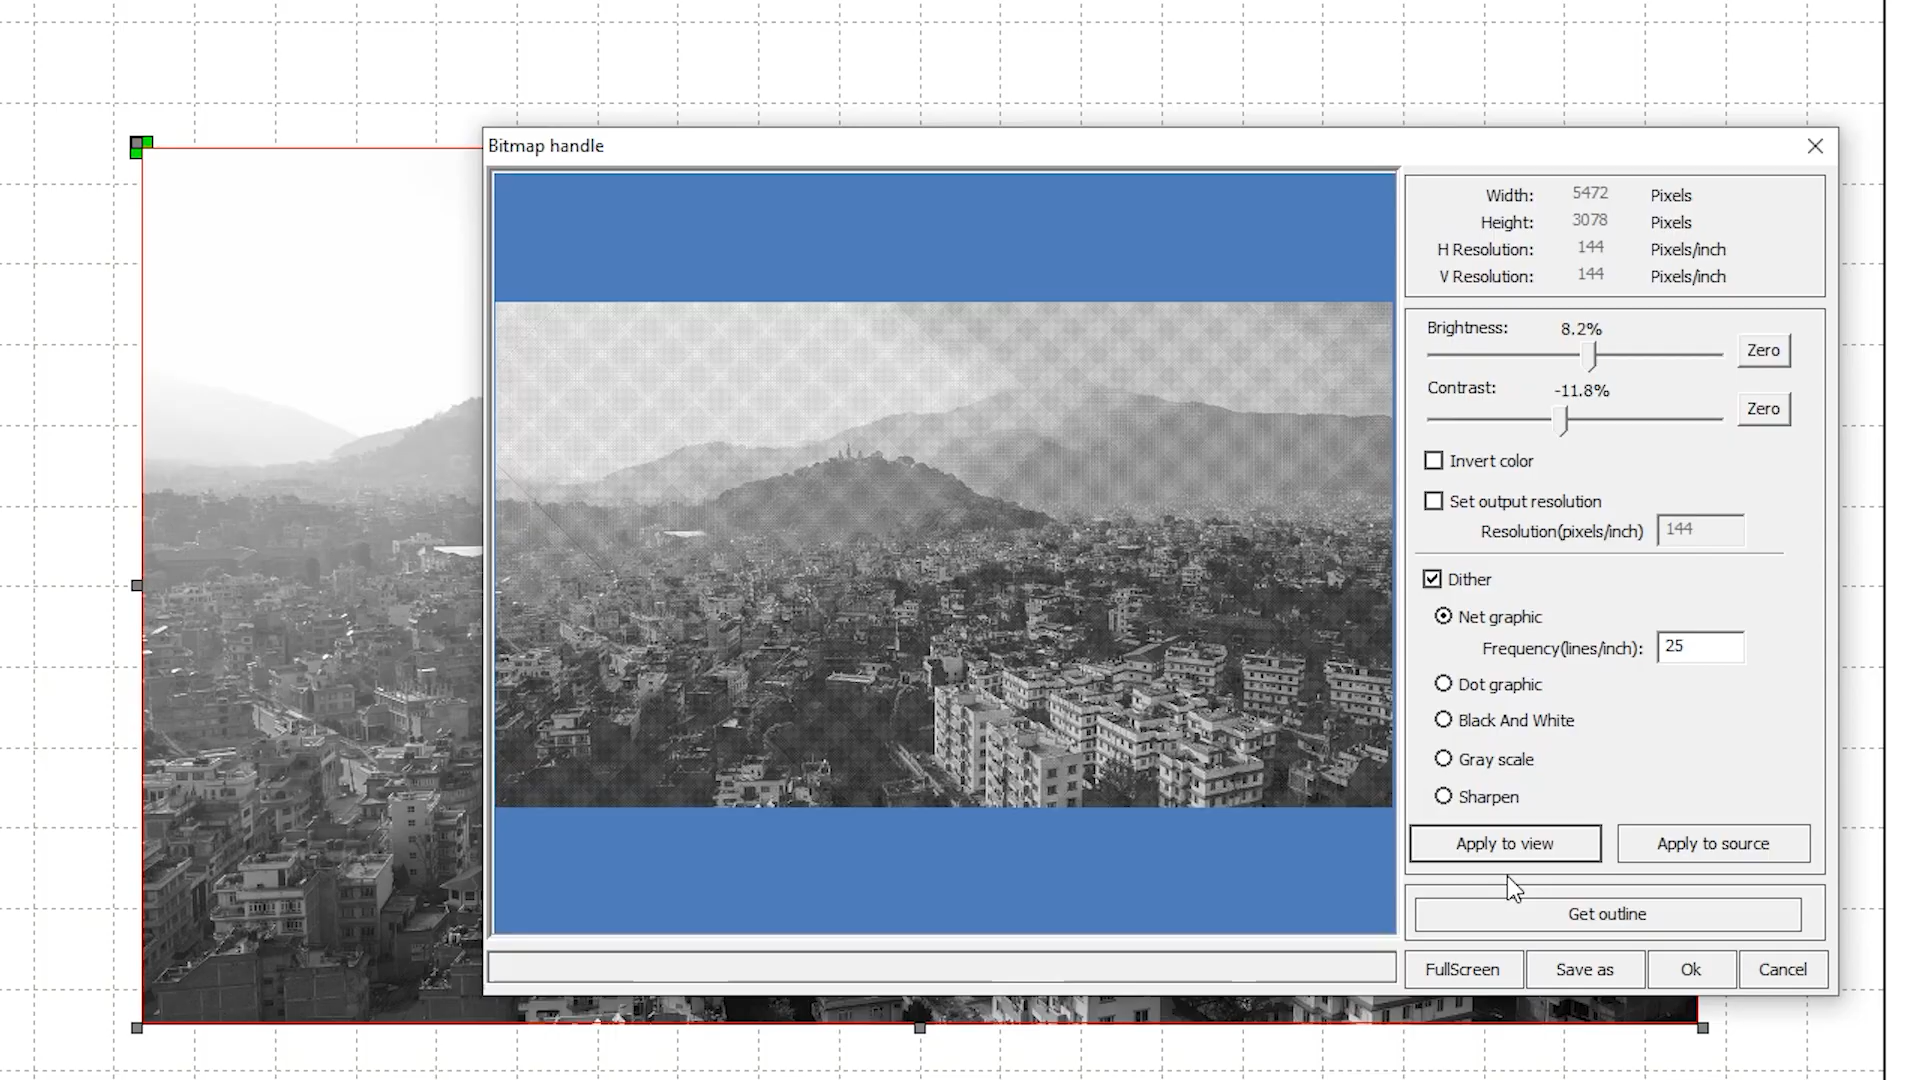 Bitmap handle
Width: 5472 Pixels
Height: 3078 Pixels
H Resolution: 144 Pixels/inch
V Resolution: 144 Pixels/inch
Brightness: 8.2% Zero
Contrast: -11.8% Zero
Invert color
Set output resolution
Resolution(pixels/inch) 144
Dither
Net graphic
Frequency(lines/inch): 25
Dot graphic
Black And White
Gray scale
Sharpen
Apply to view Apply to source
Get outline
FullScreen Save as Ok Cancel